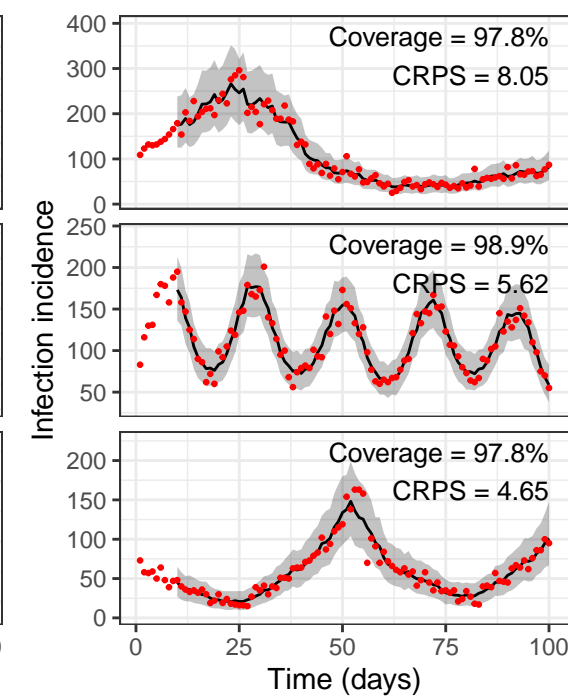 400
300
200
100
0
Coverage = 97.8%
CRPS = 8.05
Infection incidence
250
200
150
100
50
Coverage = 98.9%
CRPS = 5.62
200
150
100
50
0
Coverage = 97.8%
CRPS = 4.65
0 25 50 75 100
Time (days)